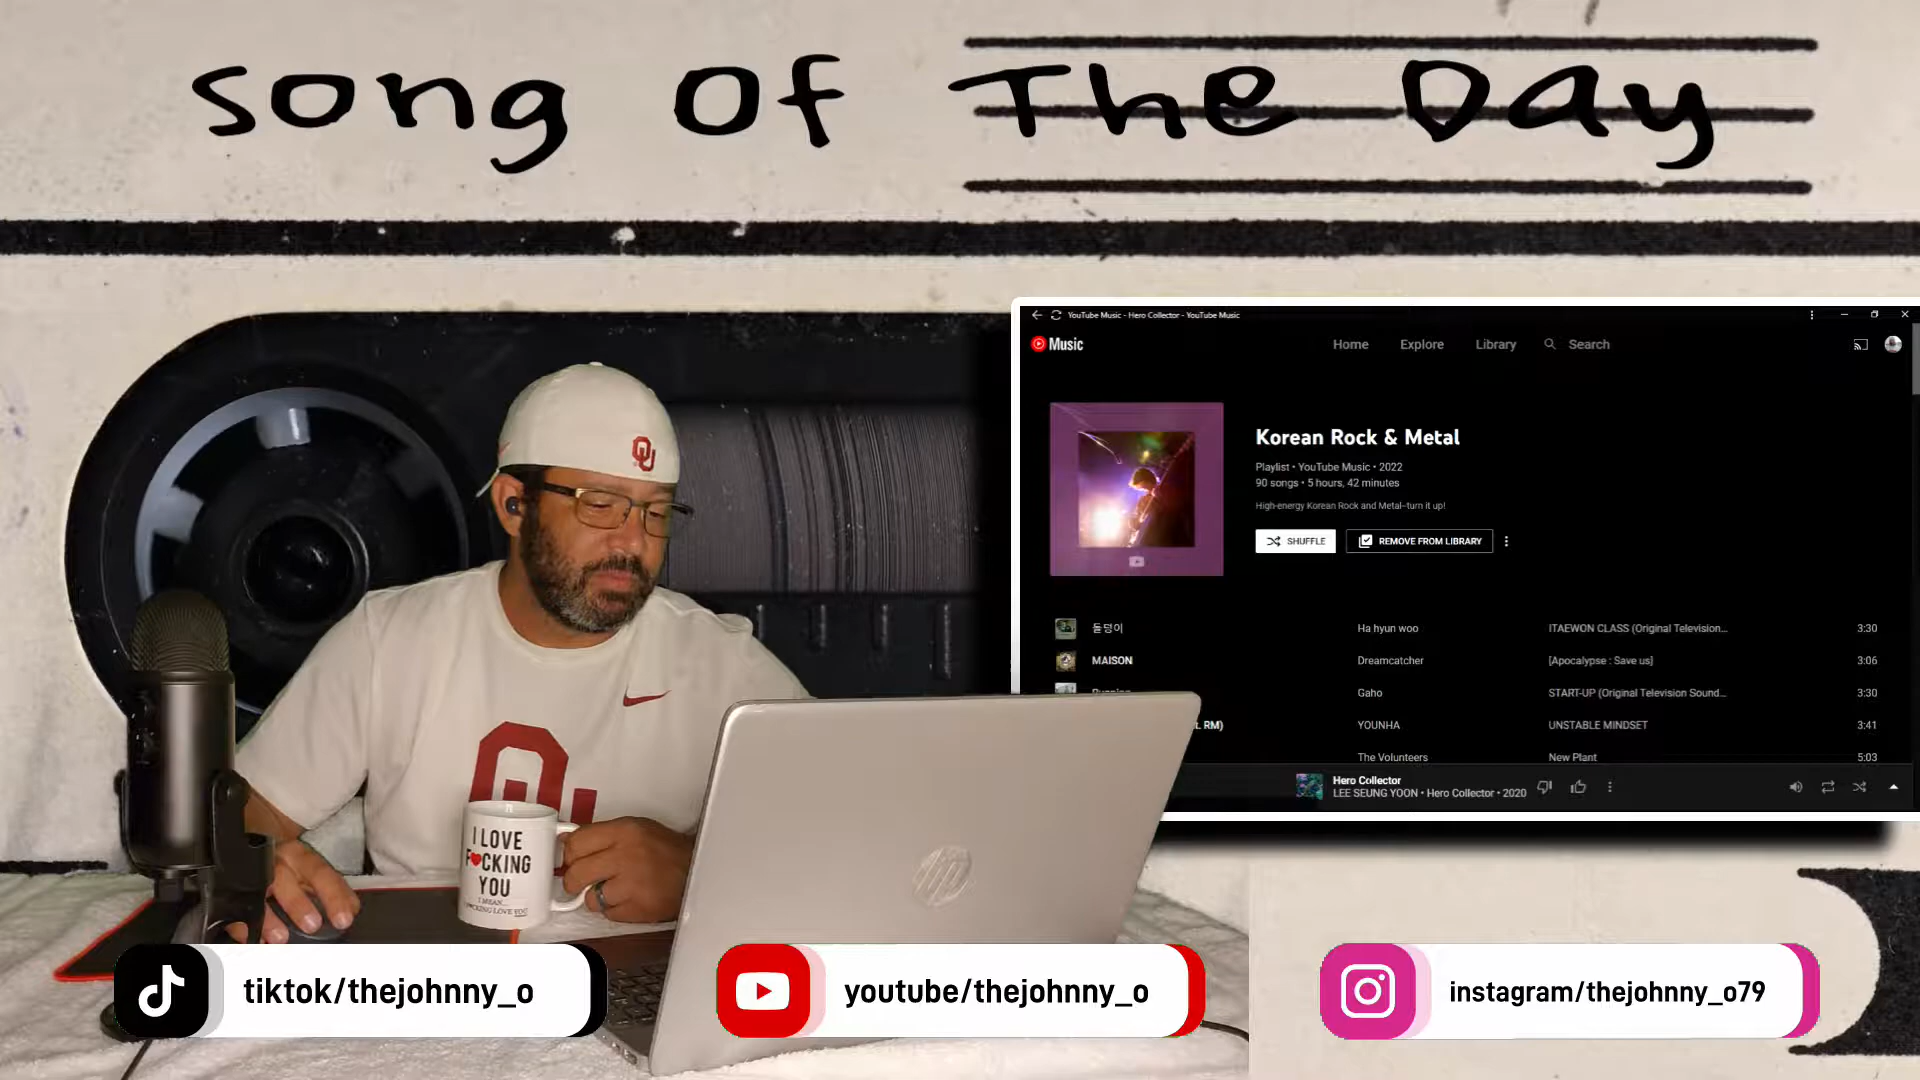 Song Of The Day
YouTube Music - Hero Collector - YouTube Music
Music
Home Explore Library Search
Korean Rock & Metal
Playlist • YouTube Music • 2022
90 songs • 5 hours, 42 minutes
High-energy Korean Rock and Metal–turn it up!
SHUFFLE REMOVE FROM LIBRARY
돌덩이 Ha hyun woo ITAEWON CLASS (Original Television... 3:30
MAISON Dreamcatcher [Apocalypse : Save us] 3:06
Gaho START-UP (Original Television Sound... 3:30
RM) YOUNHA UNSTABLE MINDSET 3:41
The Volunteers New Plant 5:03
Hero Collector
LEE SEUNG YOON • Hero Collector • 2020
OU
OU
I LOVE
F❤CKING
YOU
I MEAN...
hp
tiktok/thejohnny_o
youtube/thejohnny_o
instagram/thejohnny_o79